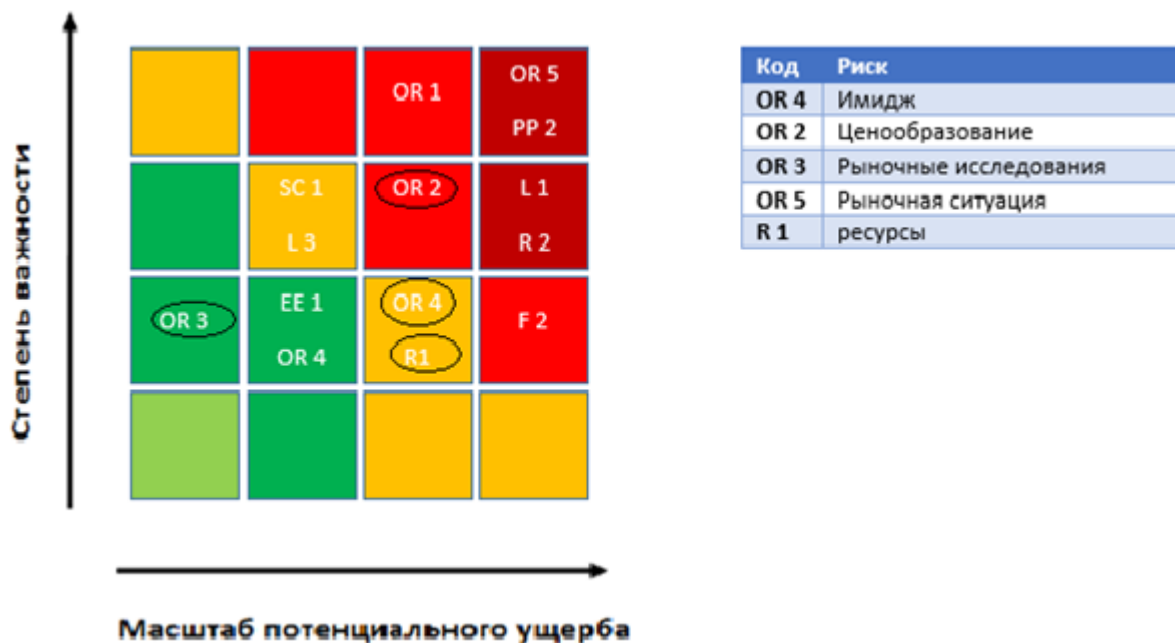 Степень важности
OR 1
OR 5
PP 2
SC 1
L 3
OR 2
L 1
R 2
OR 3
EE 1
OR 4
OR 4
R1
F 2
Масштаб потенциального ущерба
Код Риск
OR 4 Имидж
OR 2 Ценообразование
OR 3 Рыночные исследования
OR 5 Рыночная ситуация
R 1 ресурсы